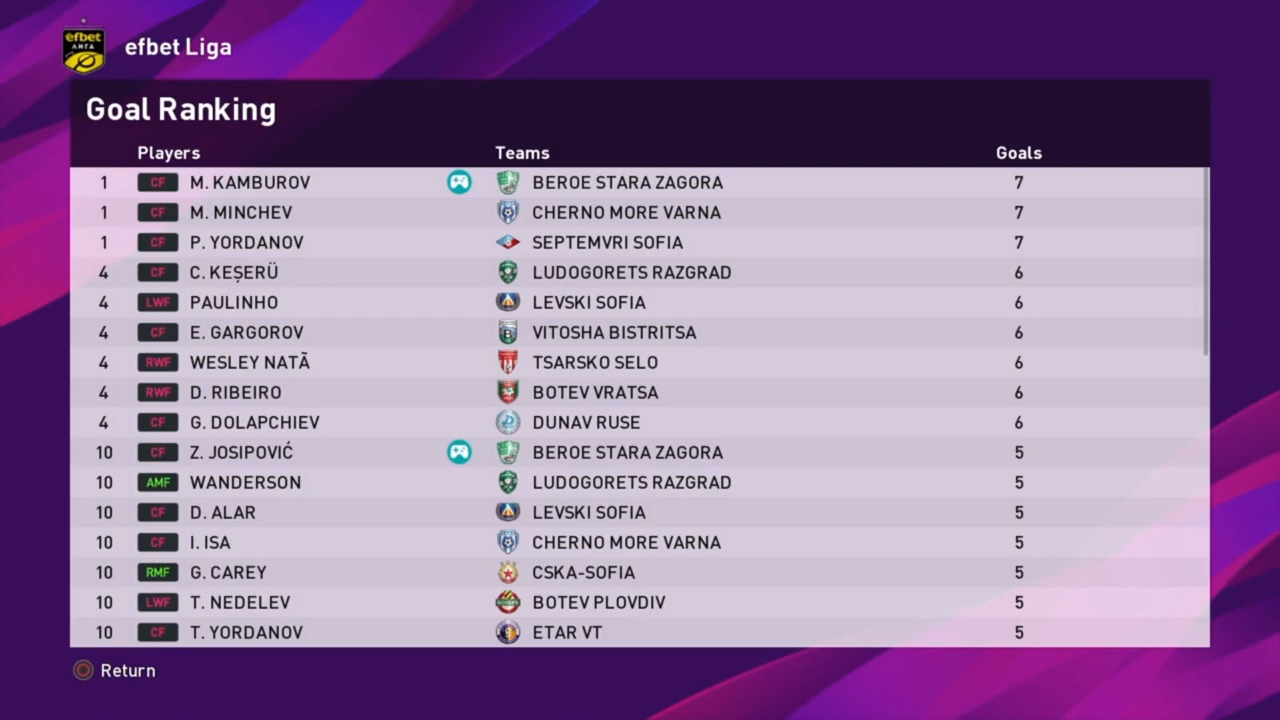 efbet
ЛИГА
efbet Liga
Goal Ranking
Players Teams Goals
1 CF M. KAMBUROV BEROE STARA ZAGORA 7
1 CF M. MINCHEV CHERNO MORE VARNA 7
1 CF P. YORDANOV SEPTEMVRI SOFIA 7
4 CF C. KEȘERÜ LUDOGORETS RAZGRAD 6
4 LWF PAULINHO LEVSKI SOFIA 6
4 CF E. GARGOROV VITOSHA BISTRITSA 6
4 RWF WESLEY NATÃ TSARSKO SELO 6
4 RWF D. RIBEIRO BOTEV VRATSA 6
4 CF G. DOLAPCHIEV DUNAV RUSE 6
10 CF Z. JOSIPOVIĆ BEROE STARA ZAGORA 5
10 AMF WANDERSON LUDOGORETS RAZGRAD 5
10 CF D. ALAR LEVSKI SOFIA 5
10 CF I. ISA CHERNO MORE VARNA 5
10 RMF G. CAREY CSKA-SOFIA 5
10 LWF T. NEDELEV BOTEV PLOVDIV 5
10 CF T. YORDANOV ETAR VT 5
Return